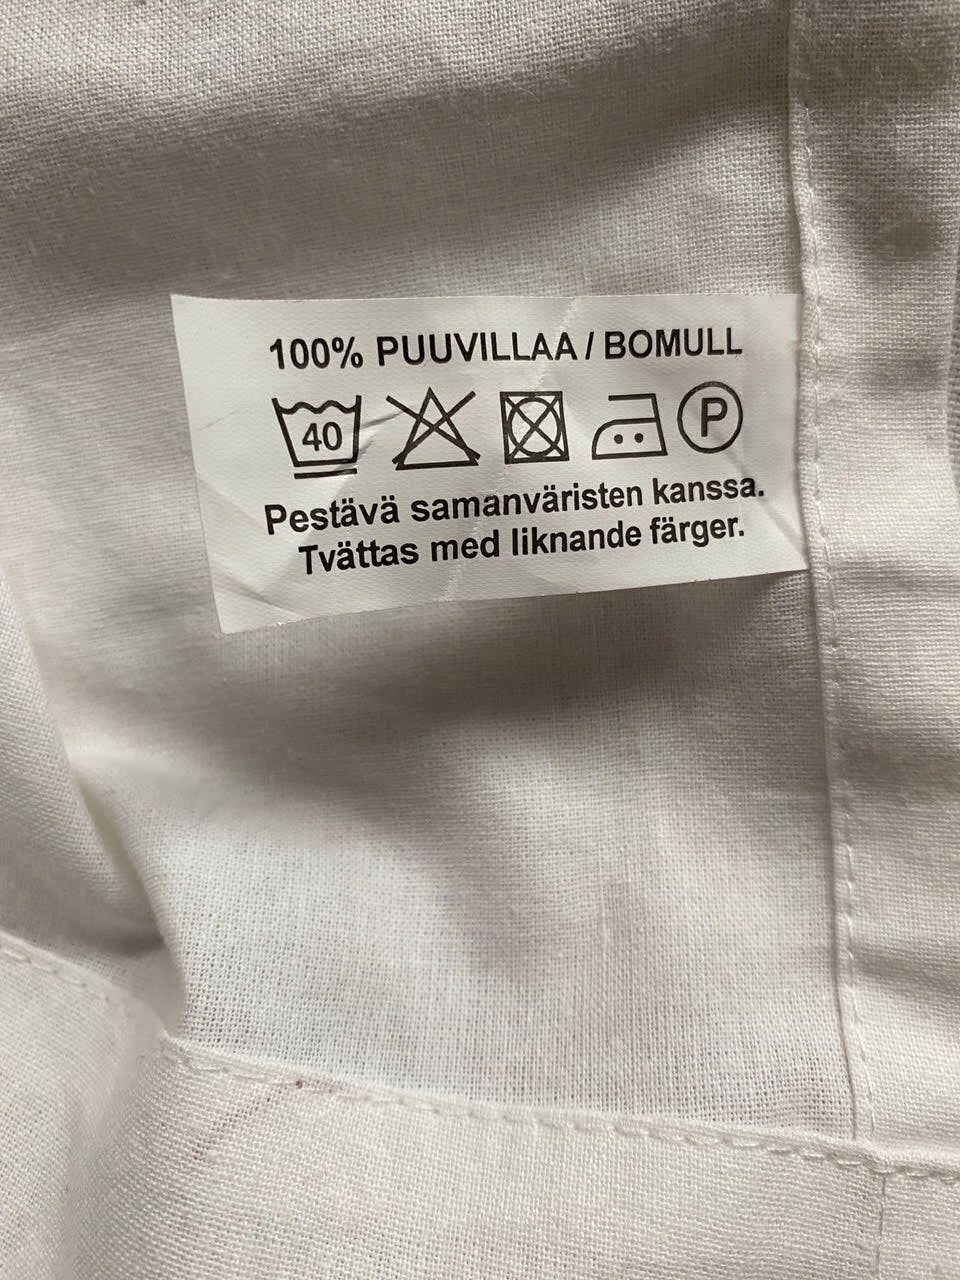 100% PUUVILLAA / BOMULL
40 P
Pestävä samanväristen kanssa.
Tvättas med liknande färger.